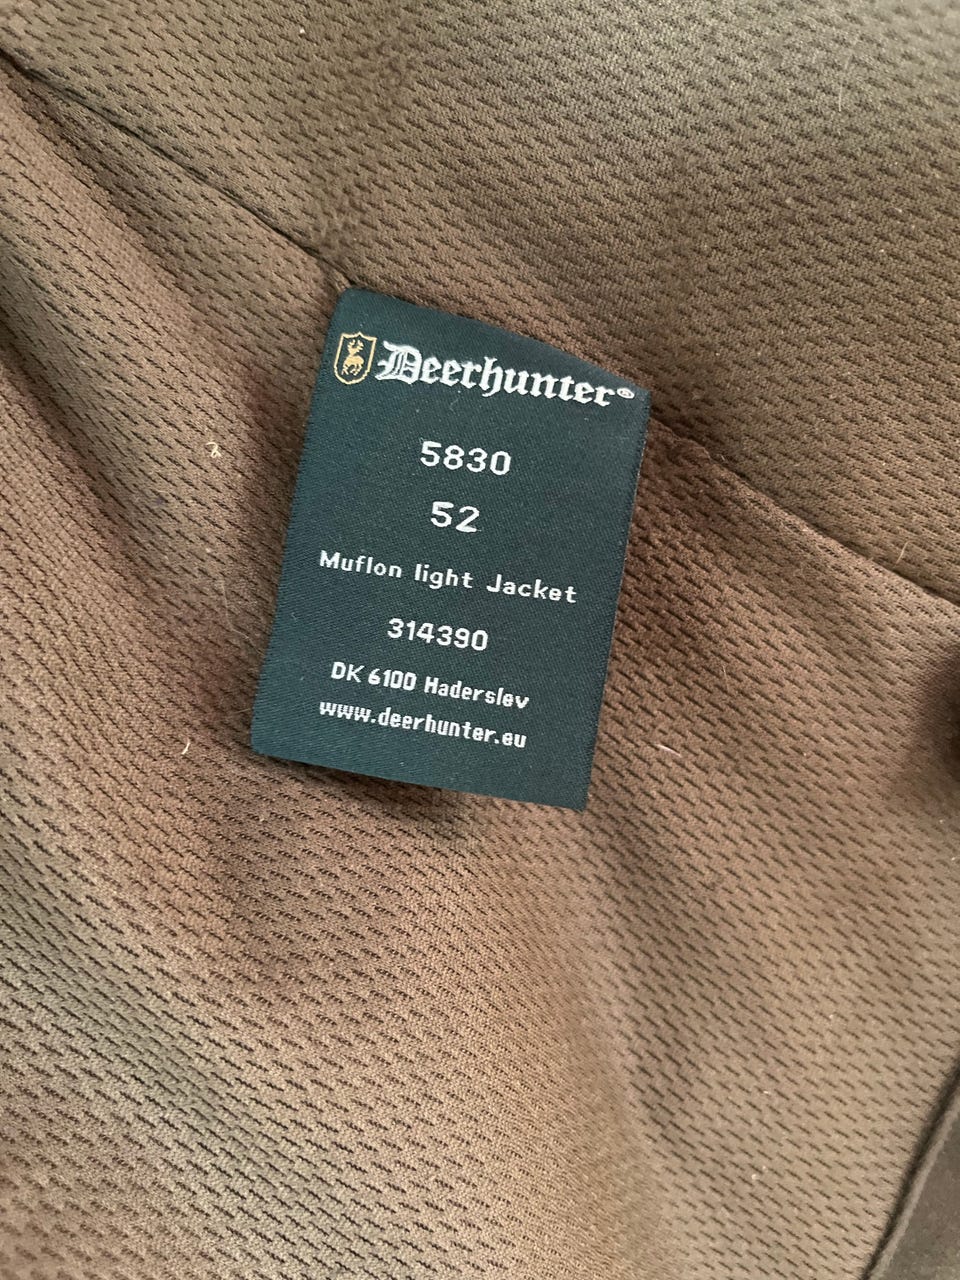 Deerhunter®
5830
52
Muflon light Jacket
314390
DK 6100 Haderslev
www.deerhunter.eu